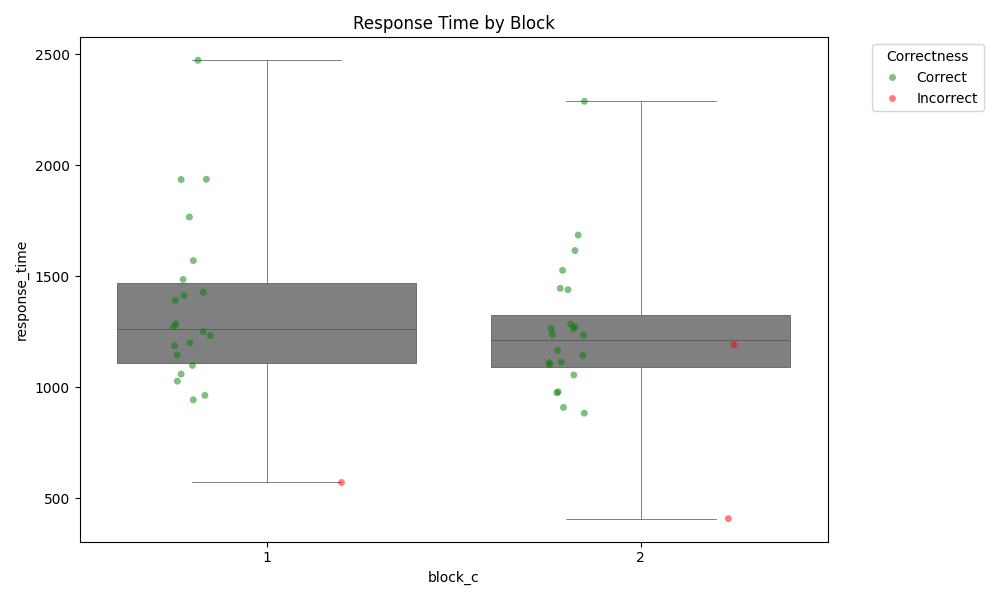 Response Time by Block
response_time
2500
2000
1500
1000
500
1
2
block_c
Correctness
Correct
Incorrect